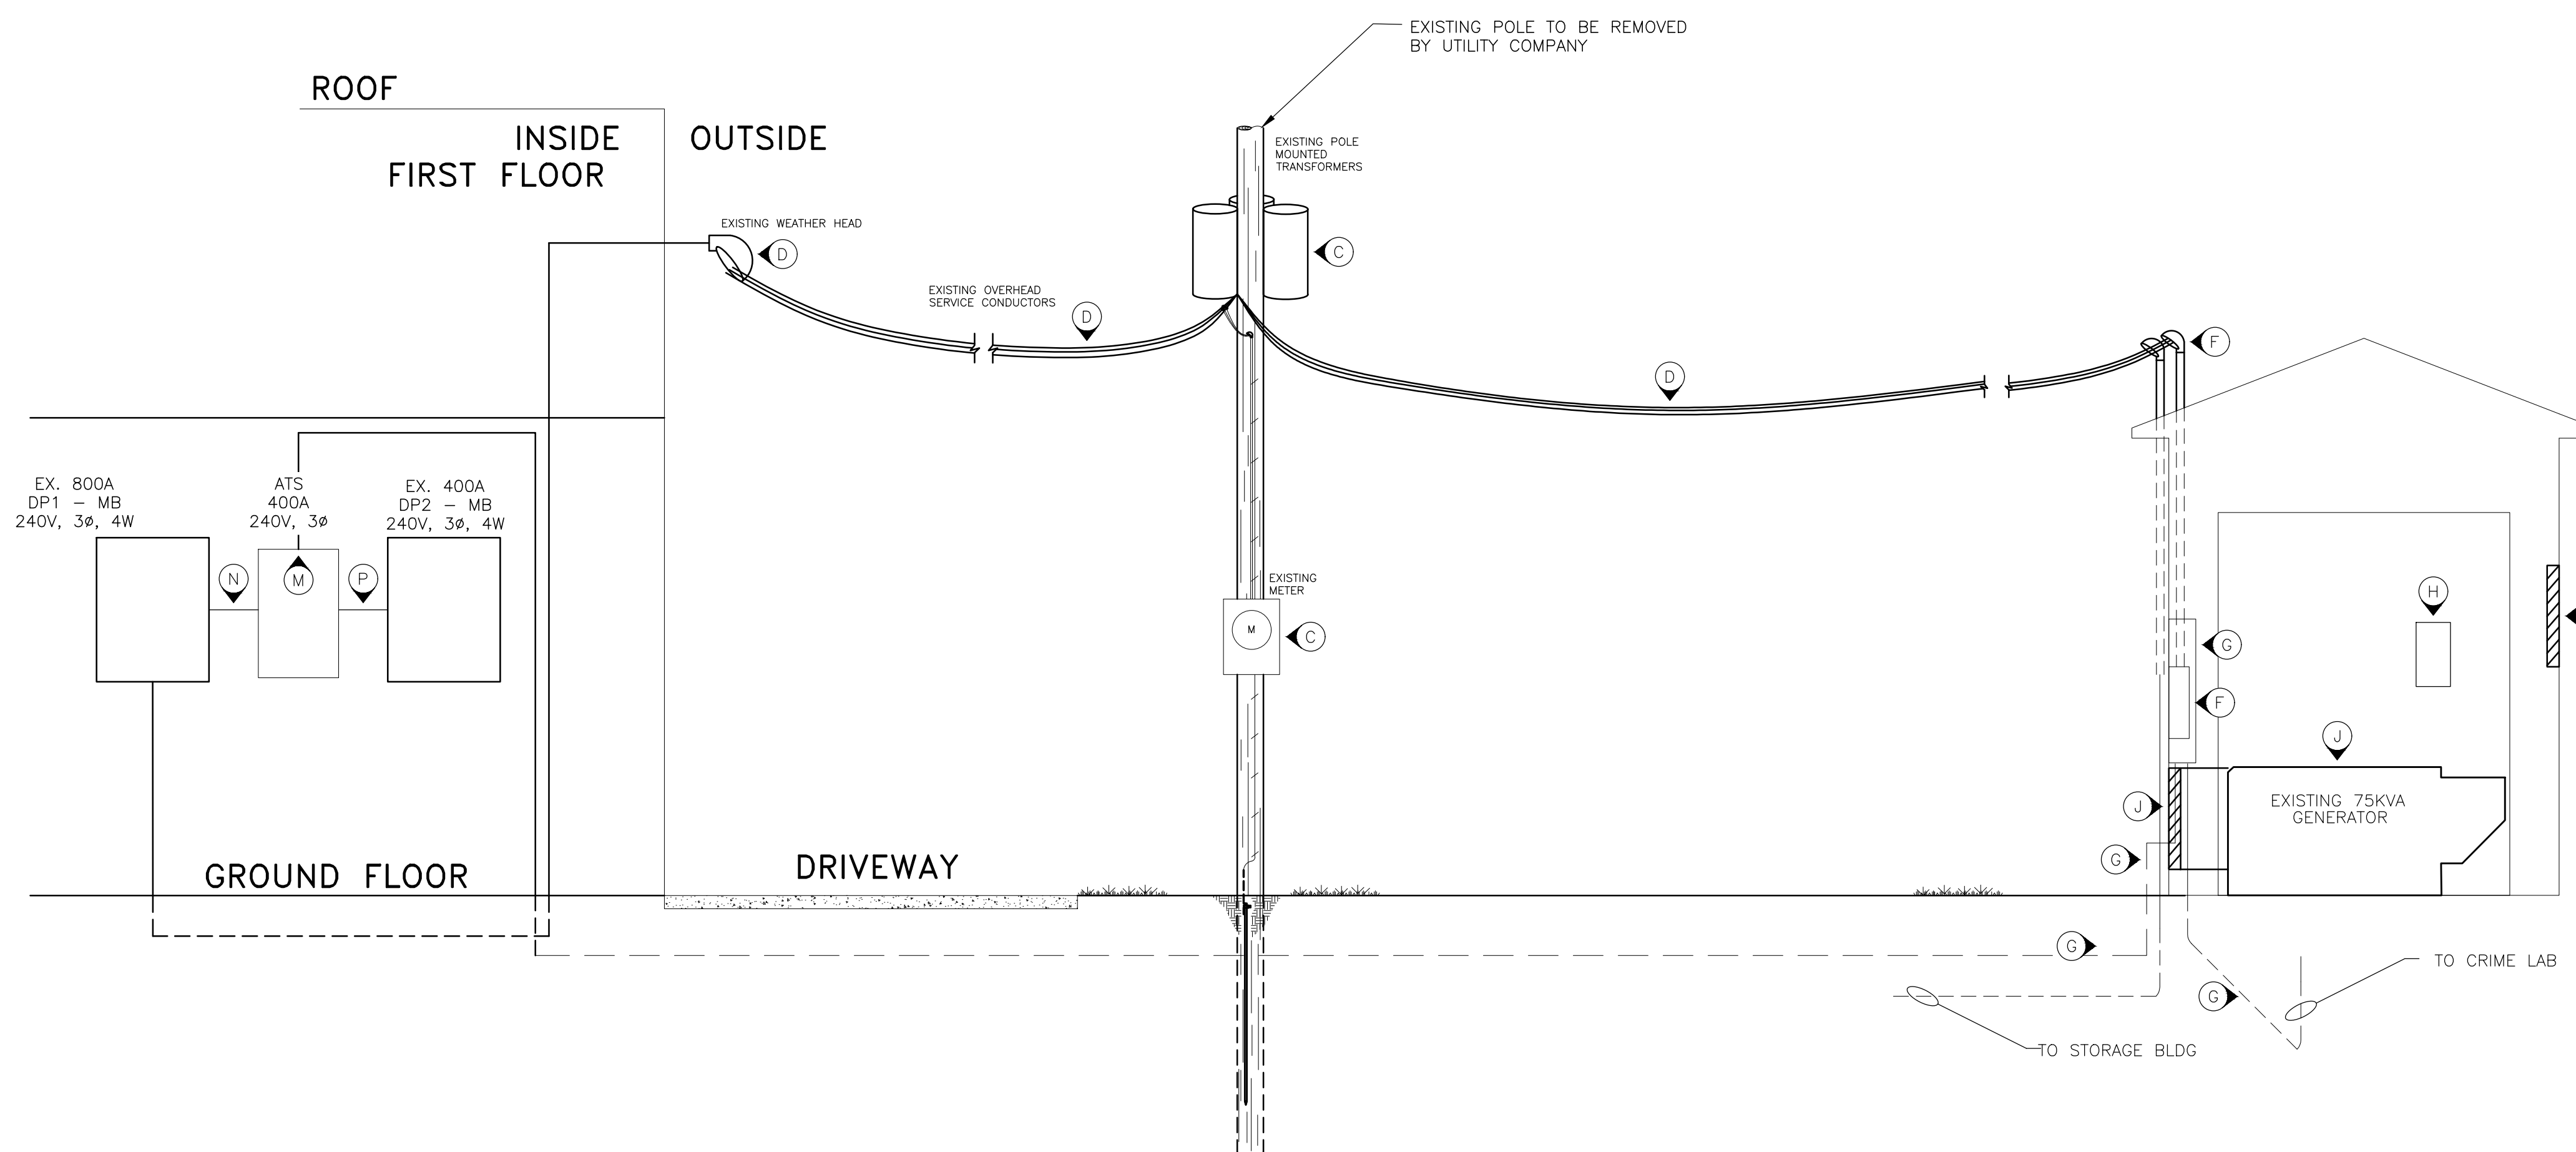 EXISTING POLE TO BE REMOVED
BY UTILITY COMPANY
ROOF
INSIDE
OUTSIDE
FIRST FLOOR
EXISTING POLE
MOUNTED
TRANSFORMERS
EXISTING WEATHER HEAD
D
C
EXISTING OVERHEAD
SERVICE CONDUCTORS
D
F
D
EX. 800A
DP1 – MB
240V, 3ø, 4W
ATS
400A
240V, 3ø
EX. 400A
DP2 – MB
240V, 3ø, 4W
N
M
P
EXISTING
METER
M
C
H
G
F
J
EXISTING 75KVA
GENERATOR
J
G
GROUND FLOOR
DRIVEWAY
G
G
TO CRIME LAB
TO STORAGE BLDG